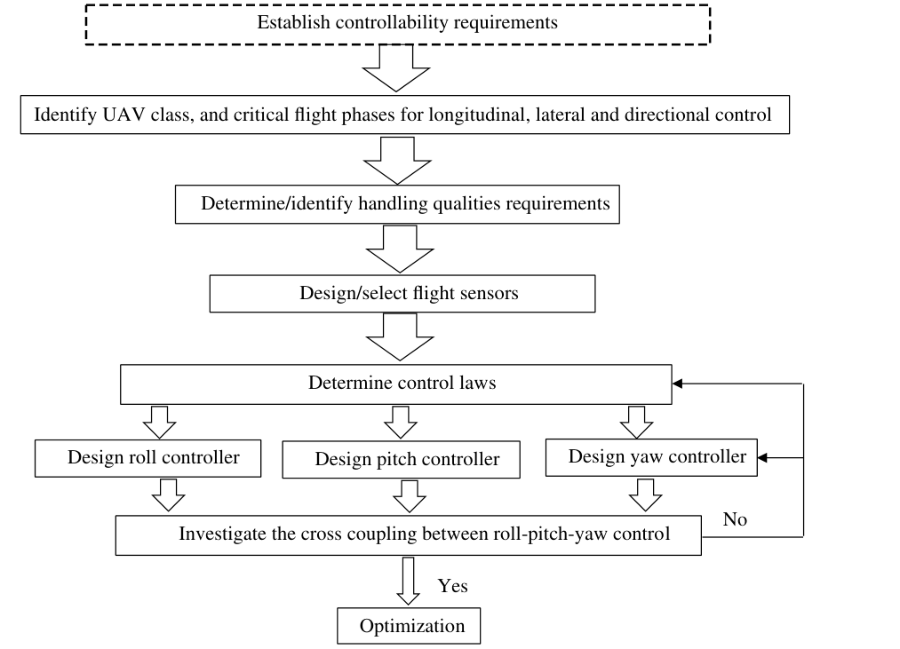 Establish controllability requirements
Identify UAV class, and critical flight phases for longitudinal, lateral and directional control
Determine/identify handling qualities requirements
Design/select flight sensors
Determine control laws
Design roll controller
Design pitch controller
Design yaw controller
Investigate the cross coupling between roll-pitch-yaw control
No
Yes
Optimization